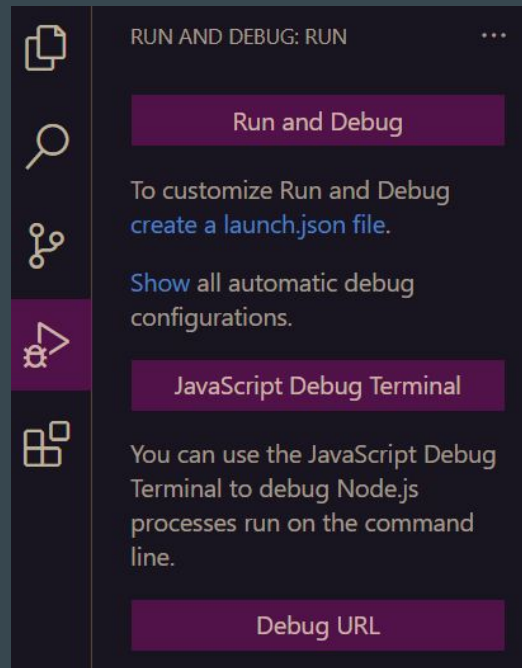 RUN AND DEBUG: RUN
Run and Debug
To customize Run and Debug
create a launch.json file.
Show all automatic debug
configurations.
JavaScript Debug Terminal
You can use the JavaScript Debug
Terminal to debug Node.js
processes run on the command
line.
Debug URL